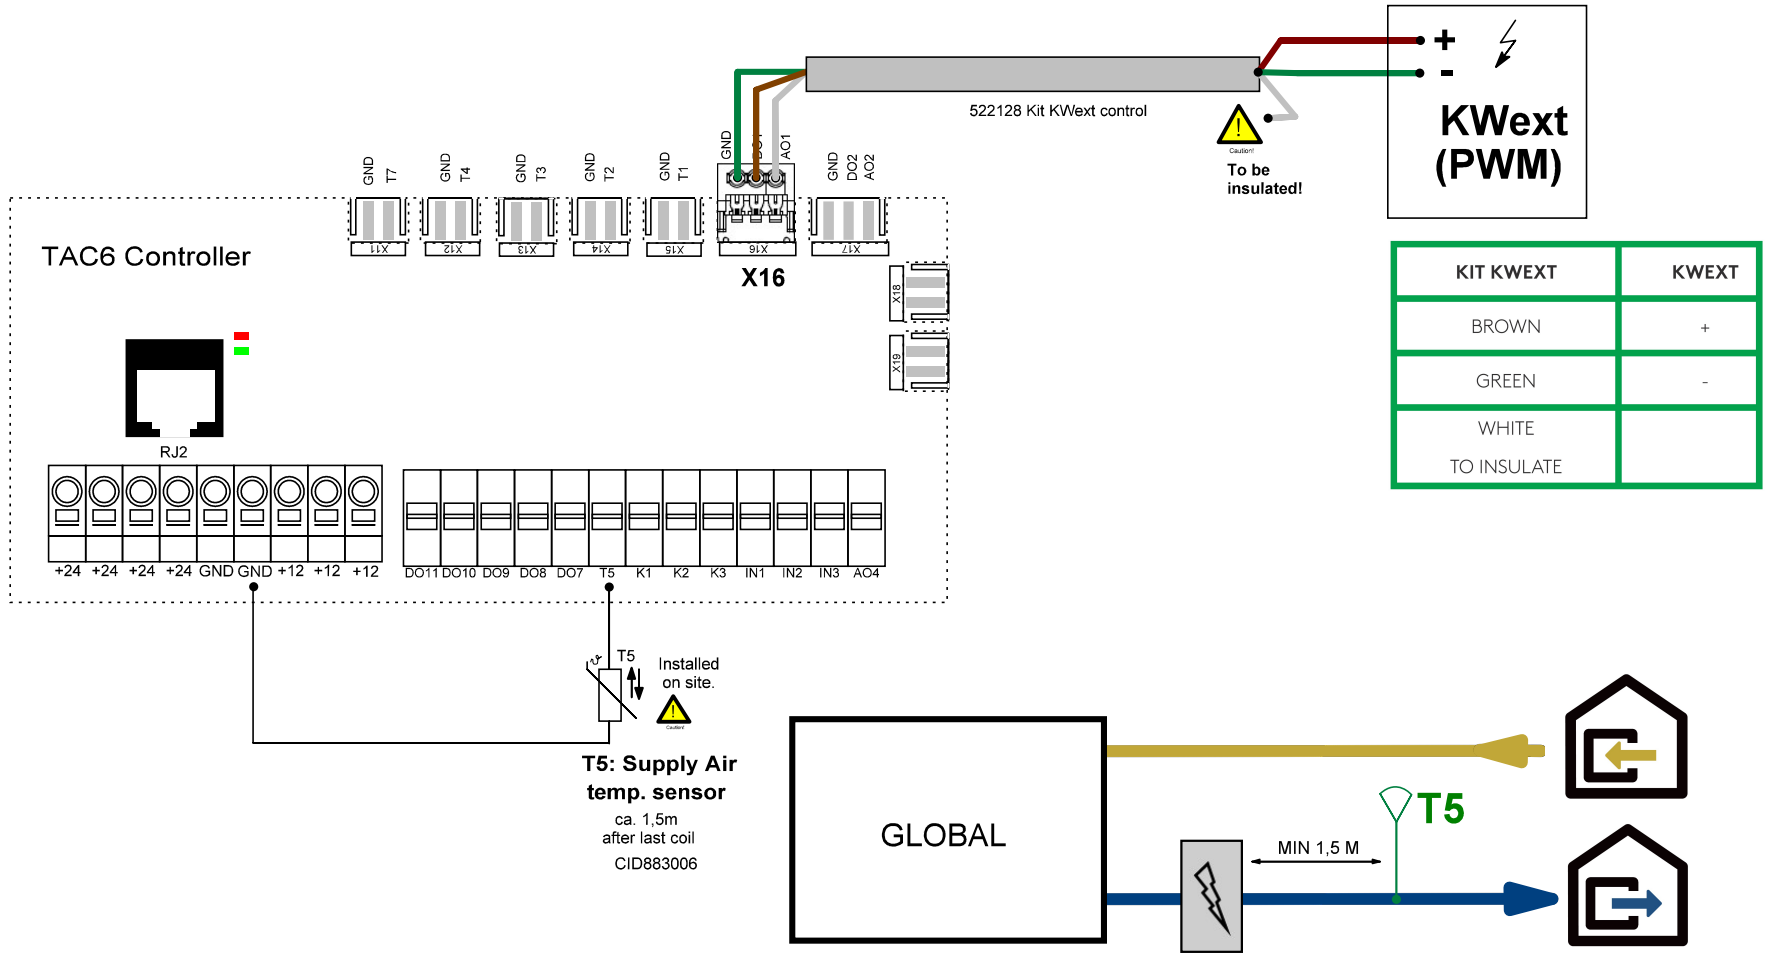 +
-
KWext
(PWM)
522128 Kit KWext control
!
Caution!
To be
insulated!
GND
T7
GND
T4
GND
T3
GND
T2
GND
T1
GND
DO1
AO1
GND
DO2
AO2
X11
X12
X13
X14
X15
X16
X17
X16
X18
X19
TAC6 Controller
RJ2
KIT KWEXT KWEXT
BROWN +
GREEN -
WHITE
TO INSULATE
+24 +24 +24 +24 GND GND +12 +12 +12
DO11 DO10 DO9 DO8 DO7 T5 K1 K2 K3 IN1 IN2 IN3 AO4
T5
Installed
on site.
!
Caution!
T5: Supply Air
temp. sensor
ca. 1,5m
after last coil
CID883006
GLOBAL
T5
MIN 1,5 M